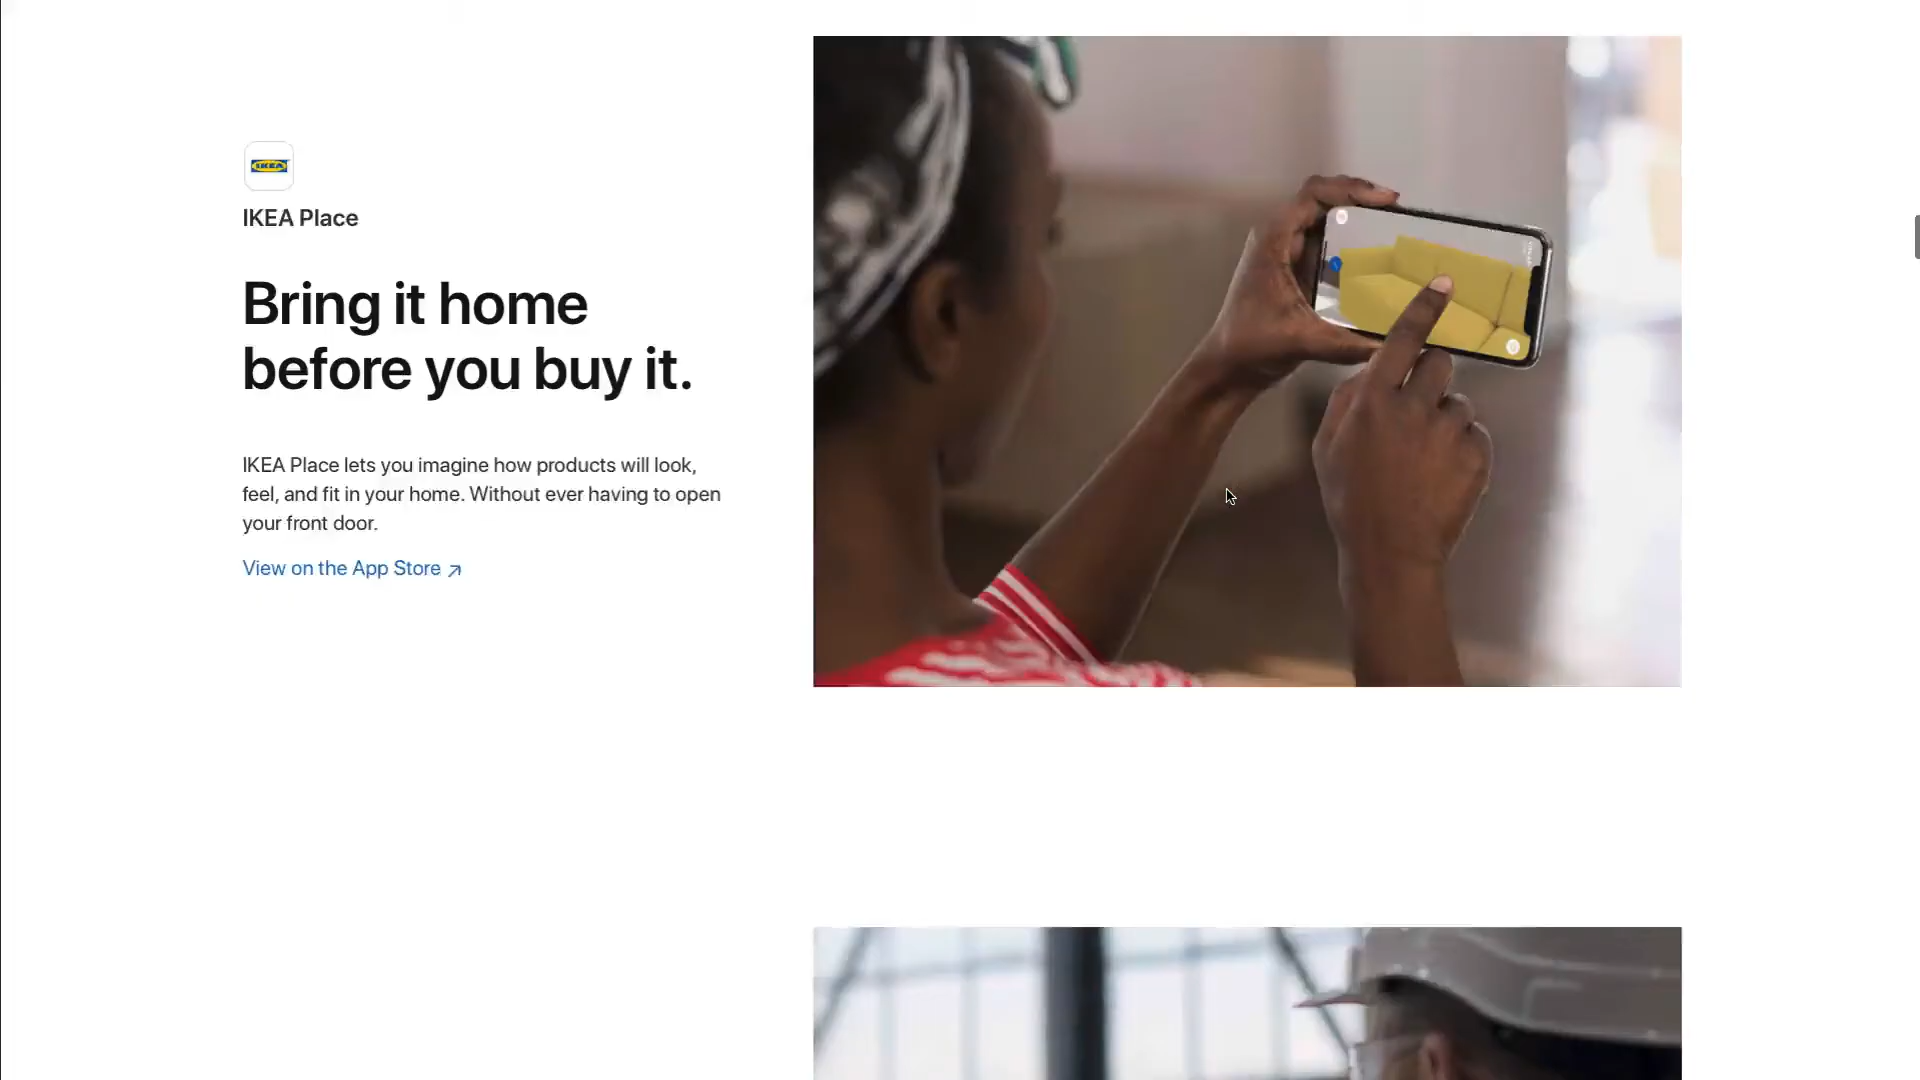 IKEA
IKEA Place
Bring it home
before you buy it.
IKEA Place lets you imagine how products will look,
feel, and fit in your home. Without ever having to open
your front door.
View on the App Store ↗